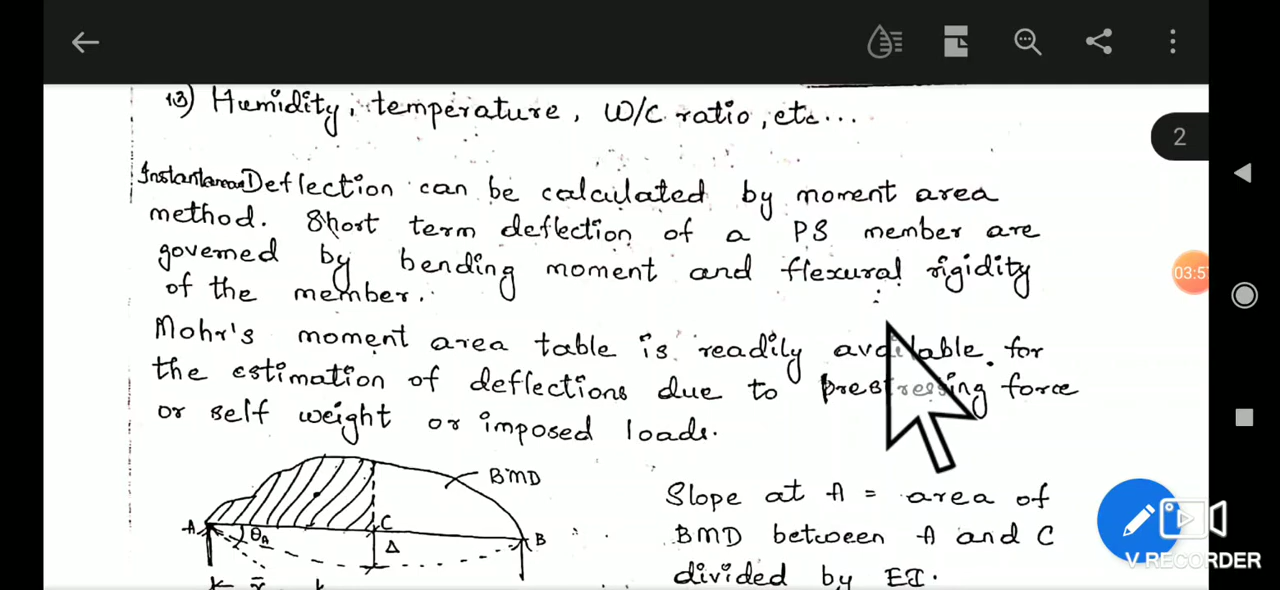 2
13) Humidity, temperature, W/C ratio, etc...
Instantaneous Deflection can be calculated by moment area
method. Short term deflection of a PS member are
governed by bending moment and flexural rigidity
of the member.
03:5
Mohr's moment area table is readily available for
the estimation of deflections due to prestressing force
or self weight or imposed loads.
BMD
A
θA
C
Δ
B
x̄
Slope at A = area of
BMD between A and C
divided by EI.
V RECORDER